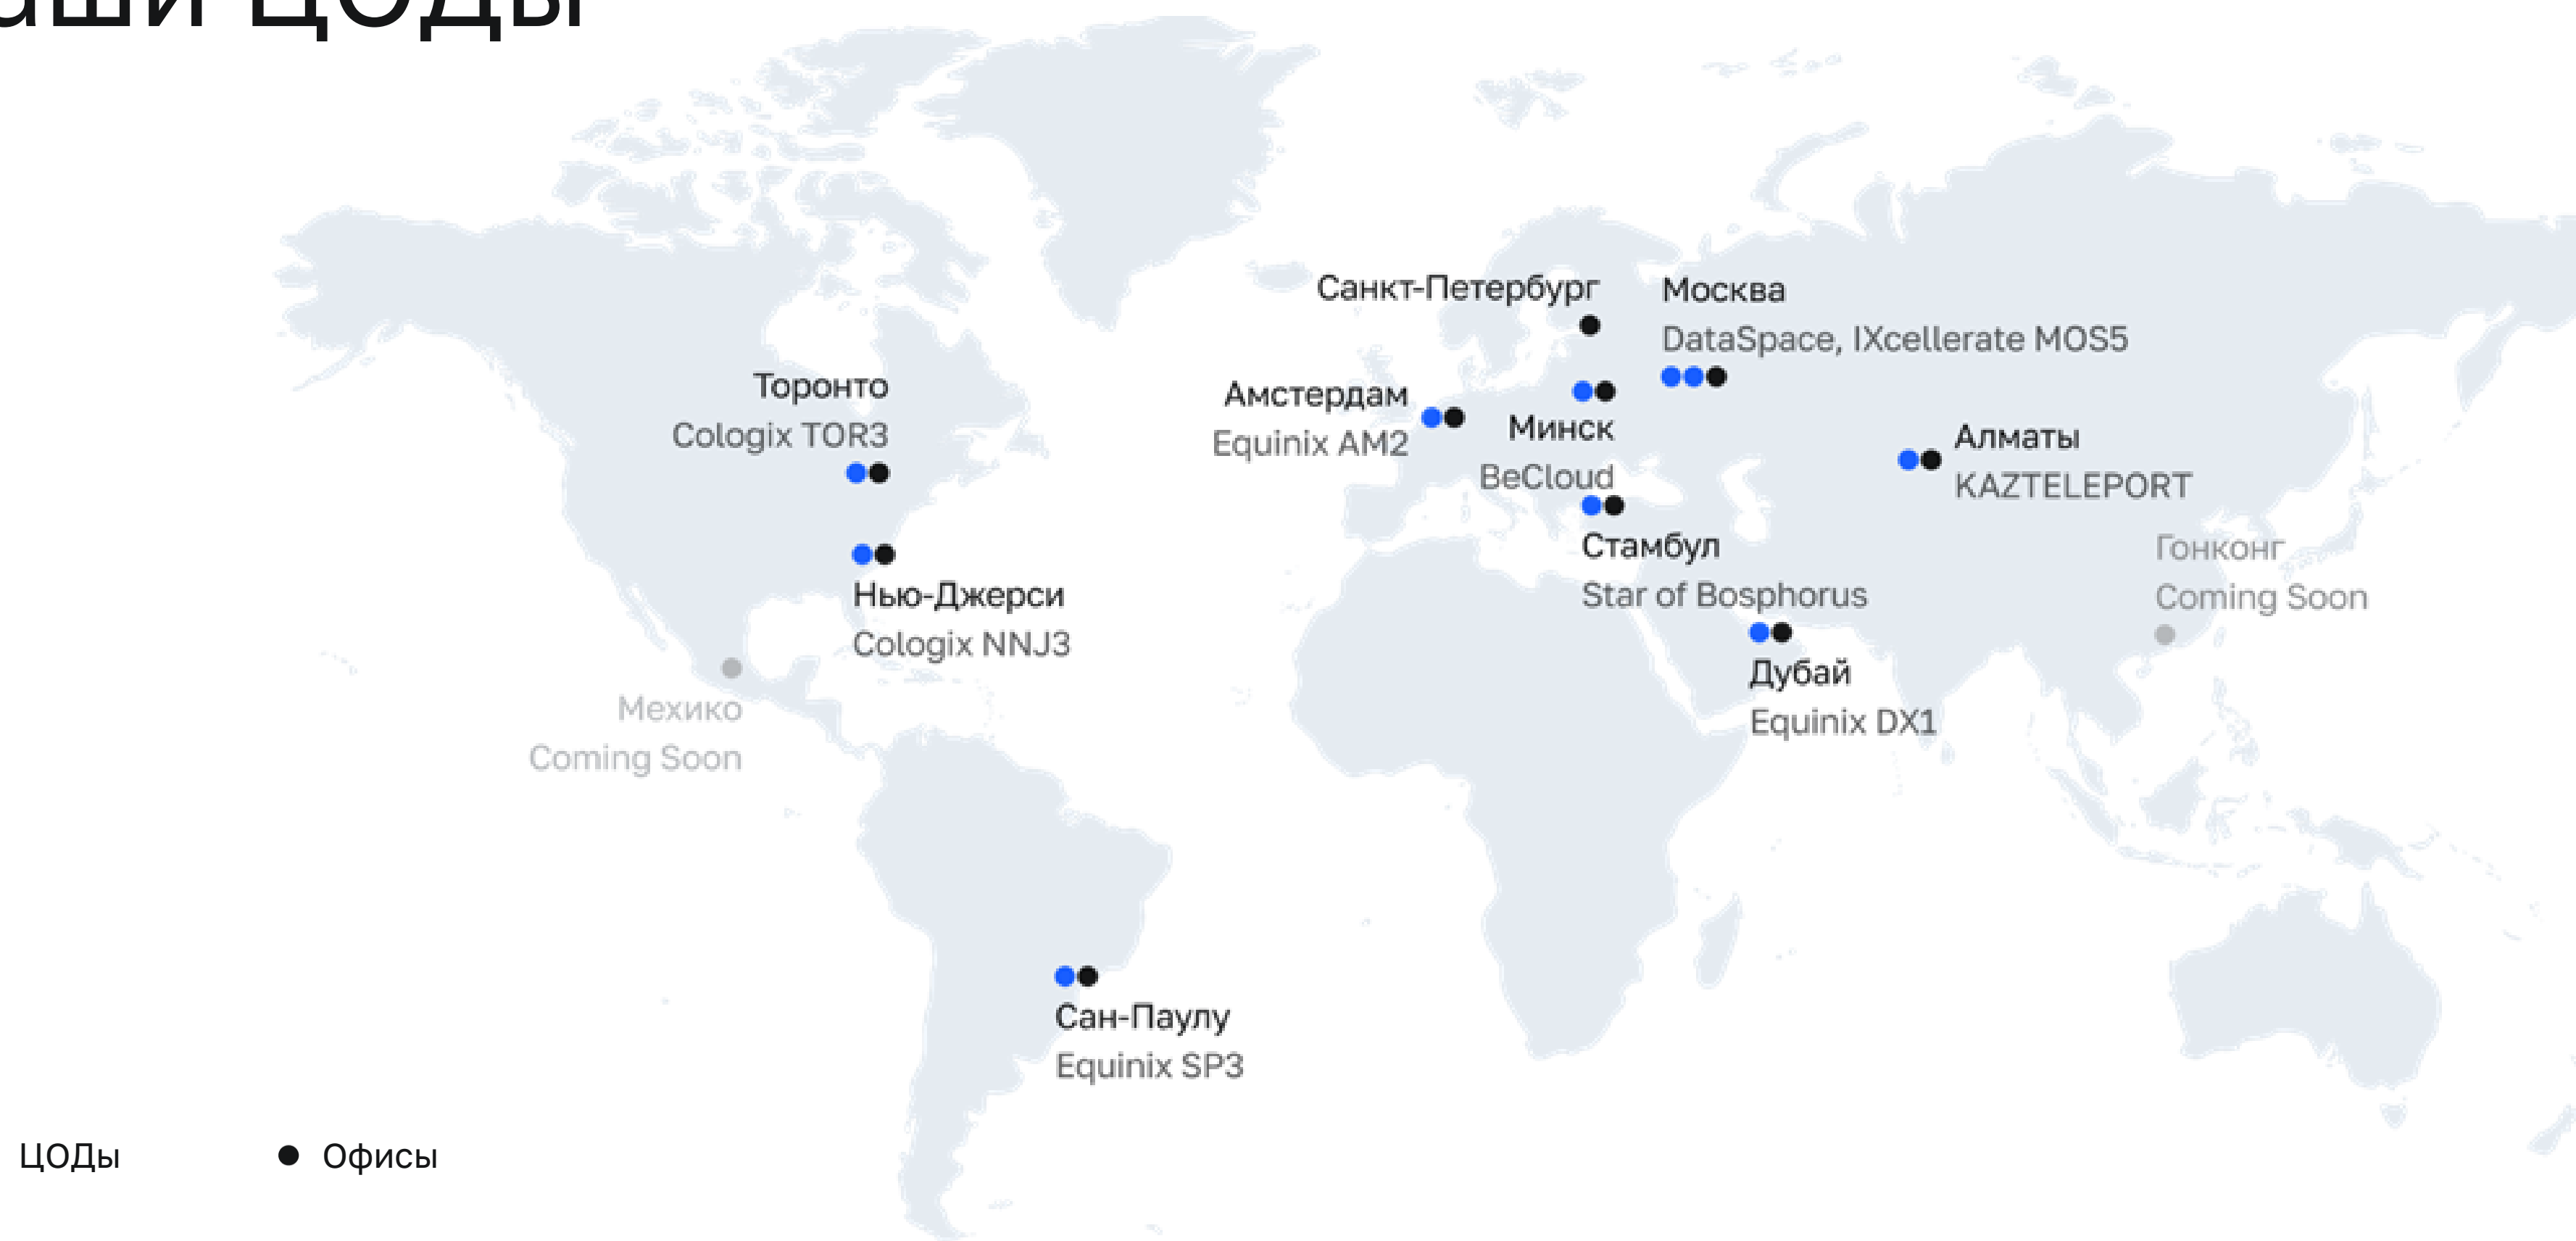 аши ЦОДы
Санкт-Петербург
Москва
DataSpace, IXcellerate MOS5
Торонто
Cologix TOR3
Амстердам
Equinix AM2
Минск
BeCloud
Алматы
KAZTELEPORT
Стамбул
Star of Bosphorus
Гонконг
Coming Soon
Нью-Джерси
Cologix NNJ3
Дубай
Equinix DX1
Мехико
Coming Soon
Сан-Паулу
Equinix SP3
ЦОДы
Офисы